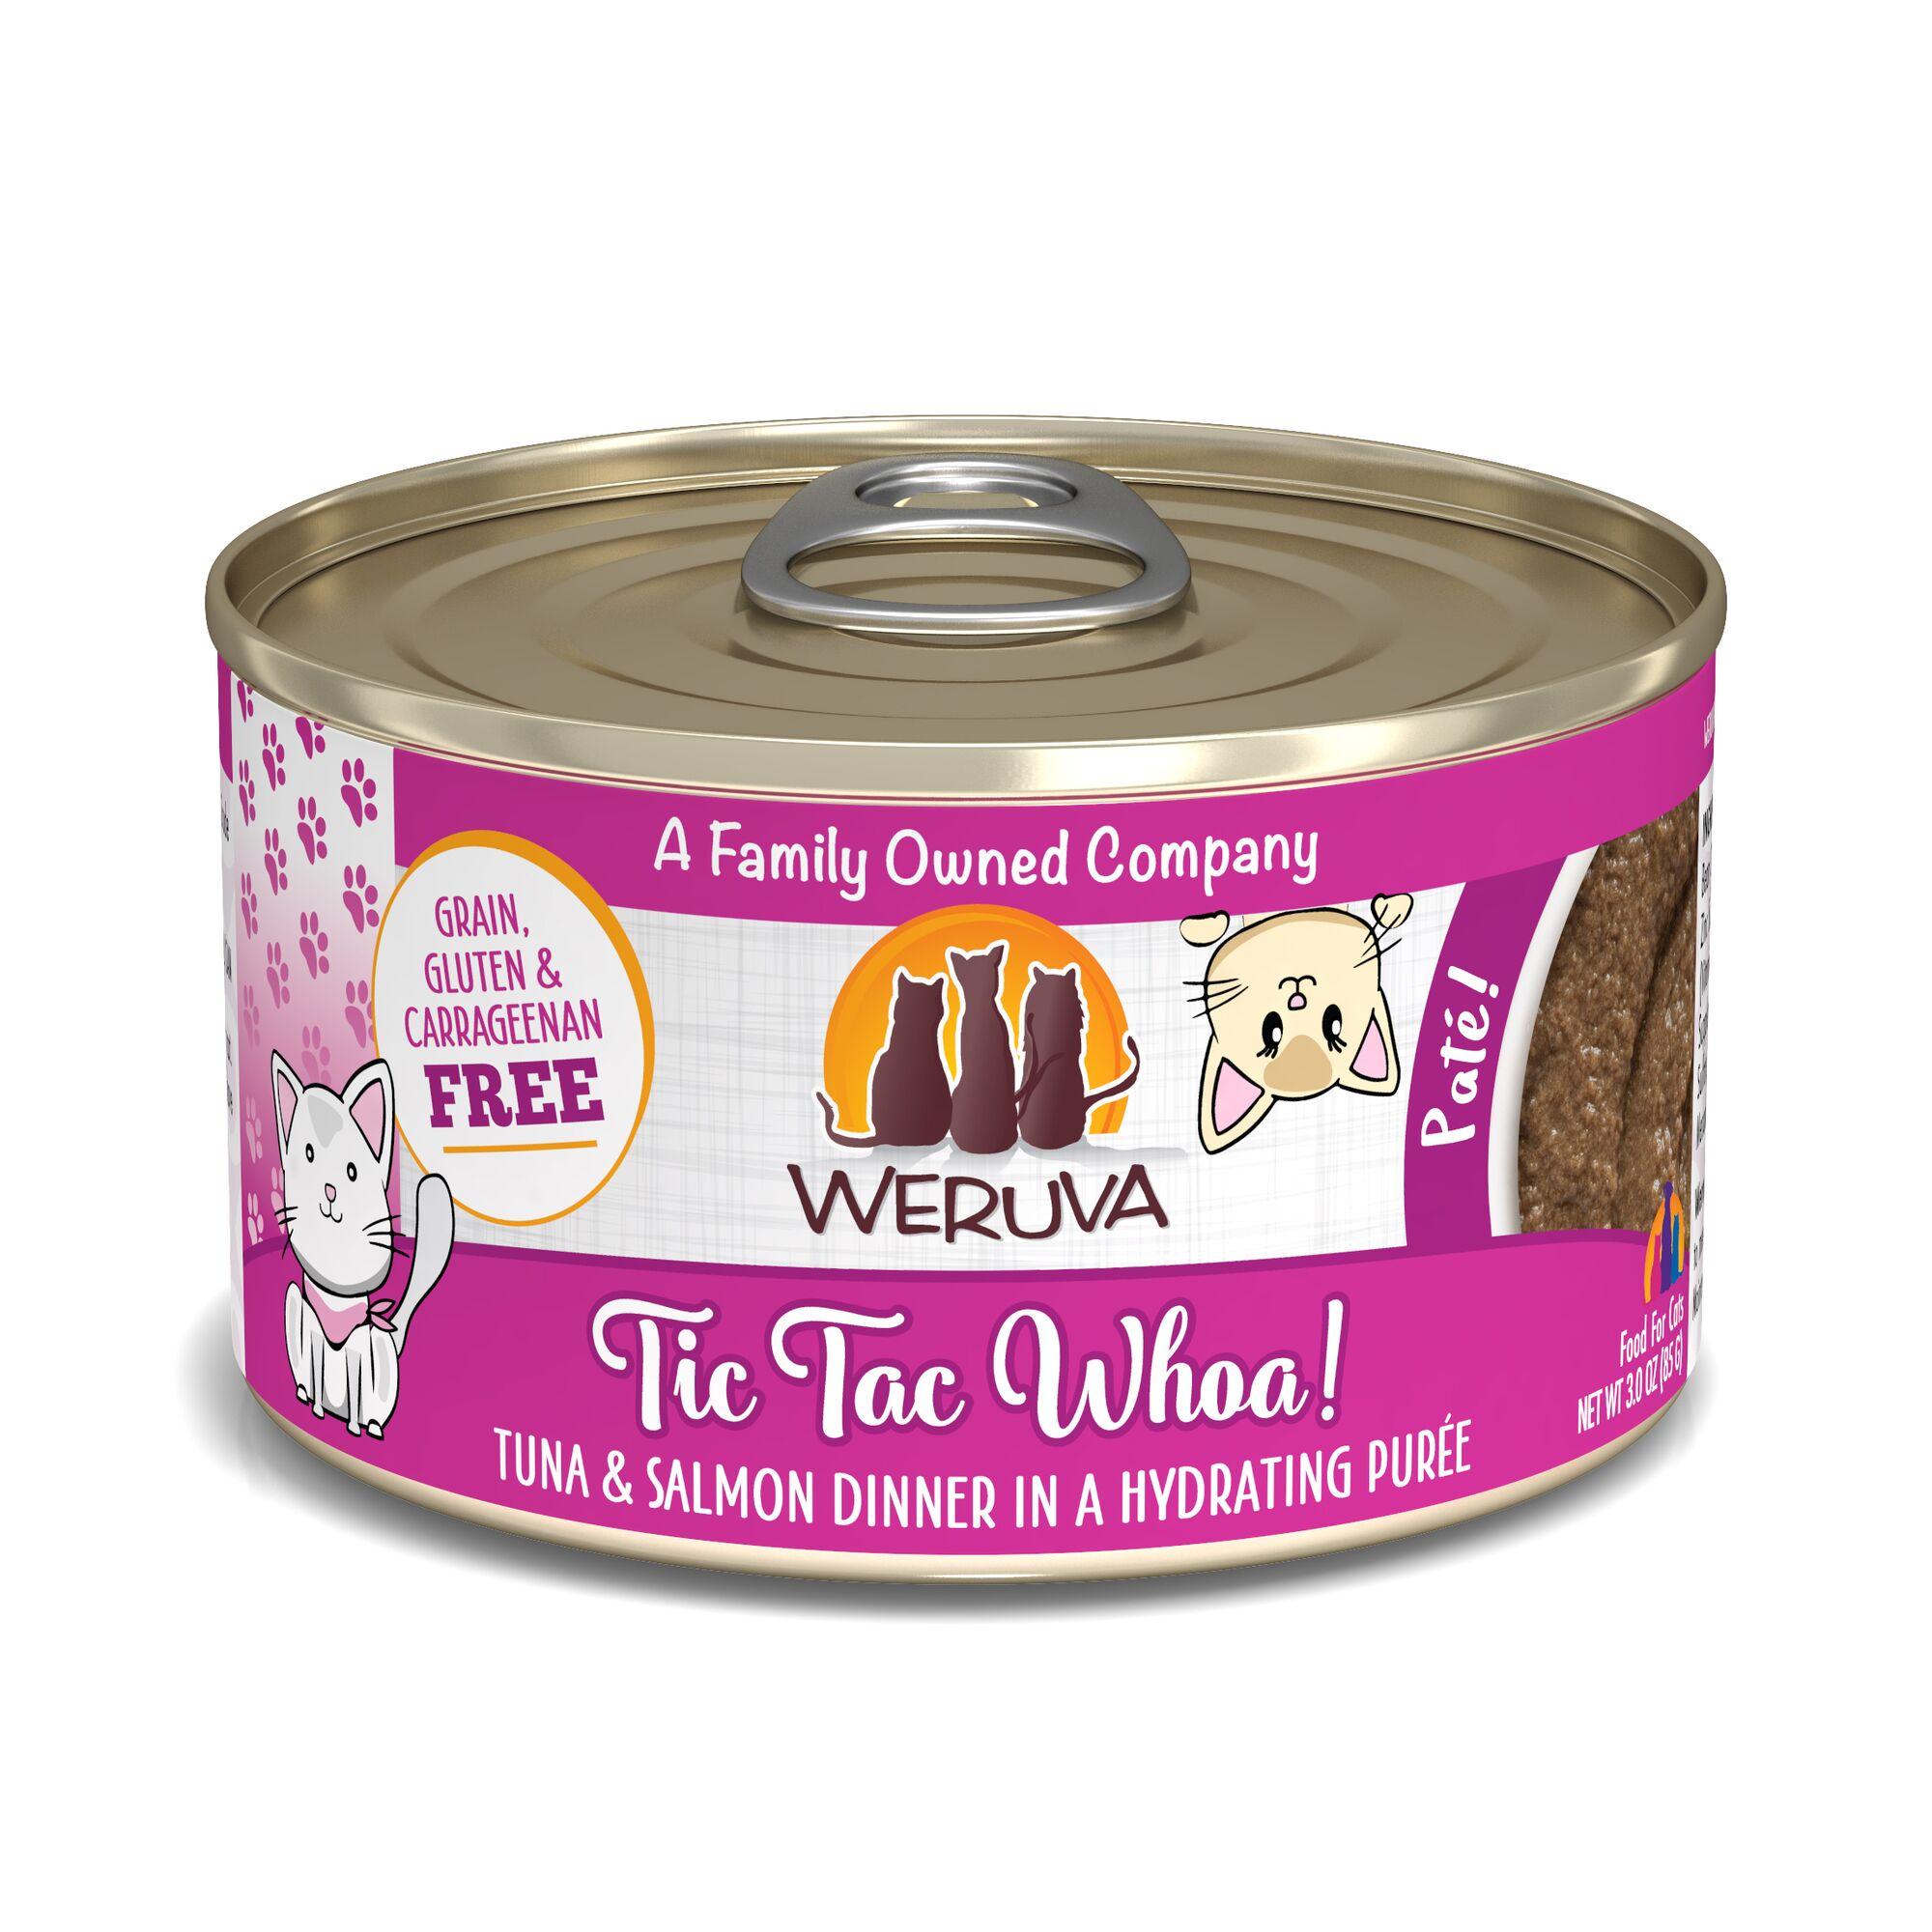 A Family Owned Company
GRAIN,
GLUTEN &
CARRAGEENAN
FREE
WERUVA
Paté!
Tic Tac Whoa!
TUNA & SALMON DINNER IN A HYDRATING PURÉE
Food For Cats
NET WT 3.0 OZ (85 G)